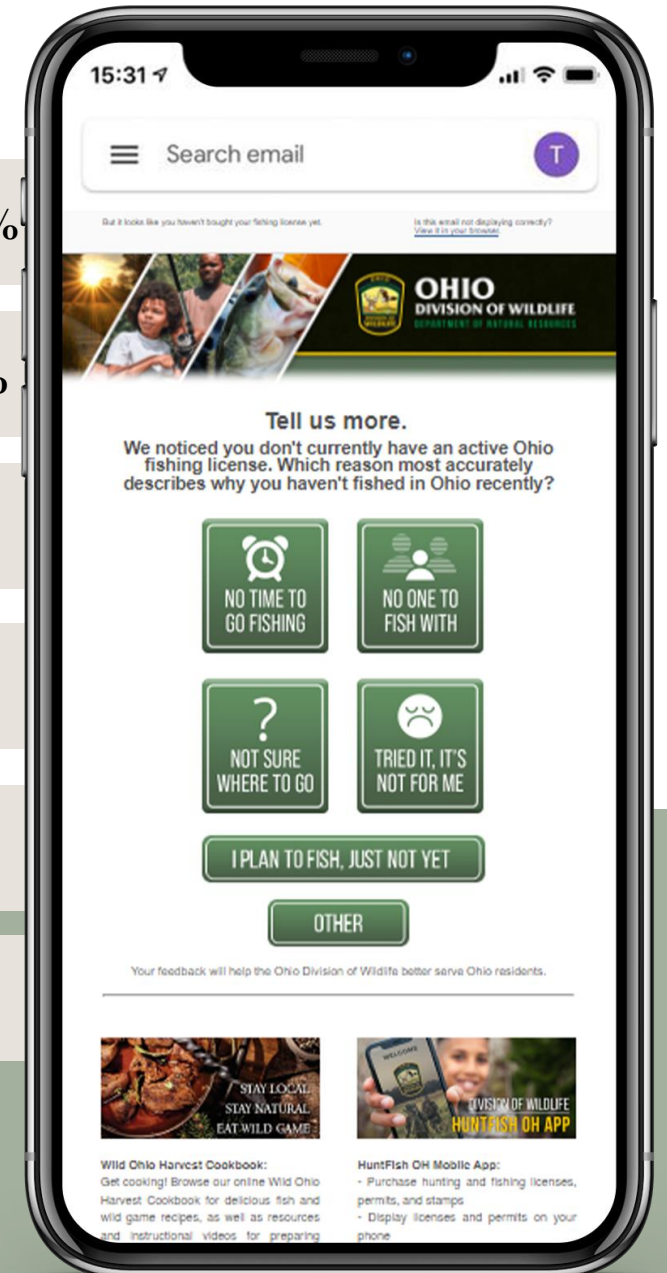 15:31
Search email
T
But it looks like you haven't bought your fishing license yet.
Is this email not displaying correctly?
View it in your browser.
OHIO
DIVISION OF WILDLIFE
DEPARTMENT OF NATURAL RESOURCES
OHIO
DIVISION OF
WILDLIFE
Tell us more.
We noticed you don't currently have an active Ohio
fishing license. Which reason most accurately
describes why you haven't fished in Ohio recently?
NO TIME TO
GO FISHING
NO ONE TO
FISH WITH
?
NOT SURE
WHERE TO GO
TRIED IT, IT'S
NOT FOR ME
I PLAN TO FISH, JUST NOT YET
OTHER
Your feedback will help the Ohio Division of Wildlife better serve Ohio residents.
STAY LOCAL
STAY NATURAL
EAT WILD GAME
WELCOME
DIVISION OF WILDLIFE
HUNTFISH OH APP
Wild Ohio Harvest Cookbook:
Get cooking! Browse our online Wild Ohio
Harvest Cookbook for delicious fish and
wild game recipes, as well as resources
and instructional videos for preparing
HuntFish OH Mobile App:
- Purchase hunting and fishing licenses,
permits, and stamps
- Display licenses and permits on your
phone
%